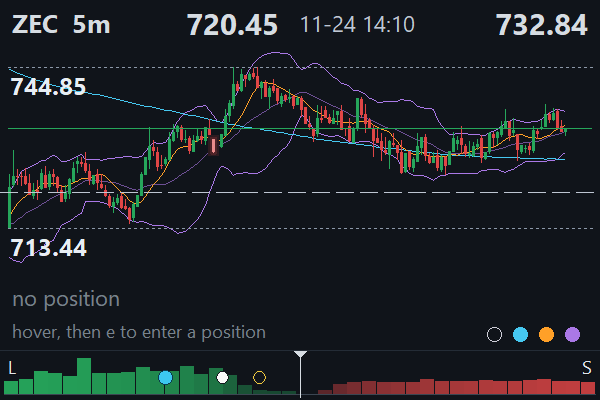 ZEC 5m 720.45 11-24 14:10 732.84
744.85
713.44
no position
hover, then e to enter a position
L S